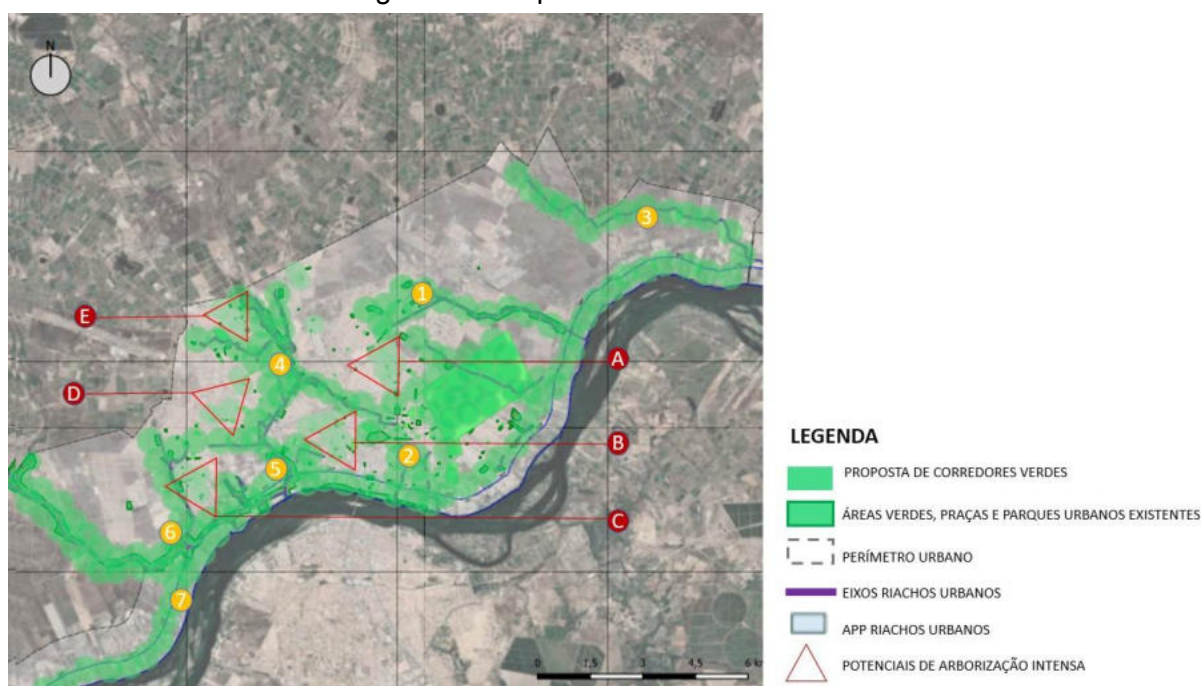 N
3
1
E
4
A
D
B
2
5
C
6
7
0 1,5 3 4,5 6 k
LEGENDA
PROPOSTA DE CORREDORES VERDES
ÁREAS VERDES, PRAÇAS E PARQUES URBANOS EXISTENTES
PERÍMETRO URBANO
EIXOS RIACHOS URBANOS
APP RIACHOS URBANOS
POTENCIAIS DE ARBORIZAÇÃO INTENSA